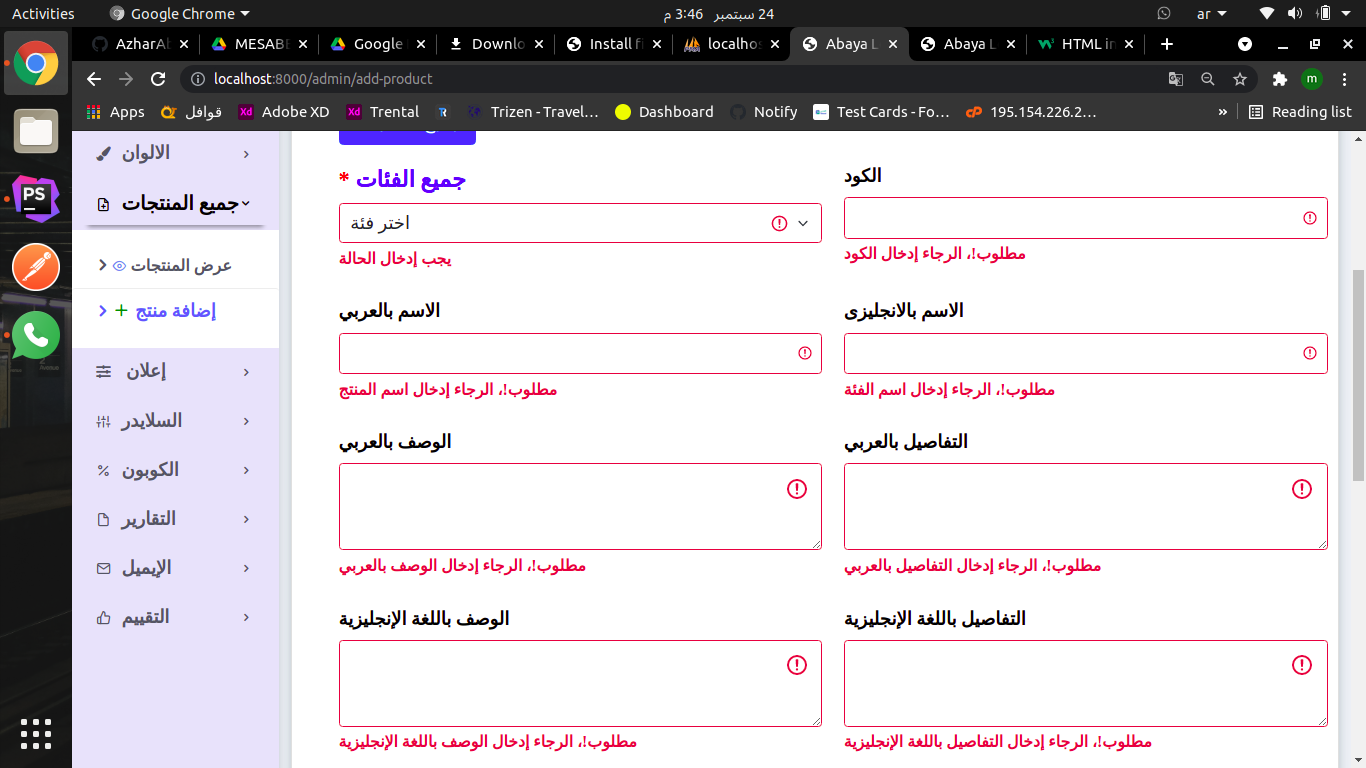 Activities
Google Chrome
24 سبتمبر 3:46 م
ar
AzharA
MESABE
Google
Downlo
Install f
localhos
Abaya L
Abaya L
HTML in
localhost:8000/admin/add-product
m
Apps
قوافل
Adobe XD
Trental
Trizen - Travel...
Dashboard
Notify
Test Cards - Fo...
195.154.226.2...
»
Reading list
الالوان
جميع المنتجات
عرض المنتجات
إضافة منتج
إعلان
السلايدر
الكوبون
التقارير
الإيميل
التقييم
جميع الفئات *
الكود
اختر فئة
يجب إدخال الحالة
مطلوب!، الرجاء إدخال الكود
الاسم بالعربي
الاسم بالانجليزى
مطلوب!، الرجاء إدخال اسم المنتج
مطلوب!، الرجاء إدخال اسم الفئة
الوصف بالعربي
التفاصيل بالعربي
مطلوب!، الرجاء إدخال الوصف بالعربي
مطلوب!، الرجاء إدخال التفاصيل بالعربي
الوصف باللغة الإنجليزية
التفاصيل باللغة الإنجليزية
مطلوب!، الرجاء إدخال الوصف باللغة الإنجليزية
مطلوب!، الرجاء إدخال التفاصيل باللغة الإنجليزية
PS